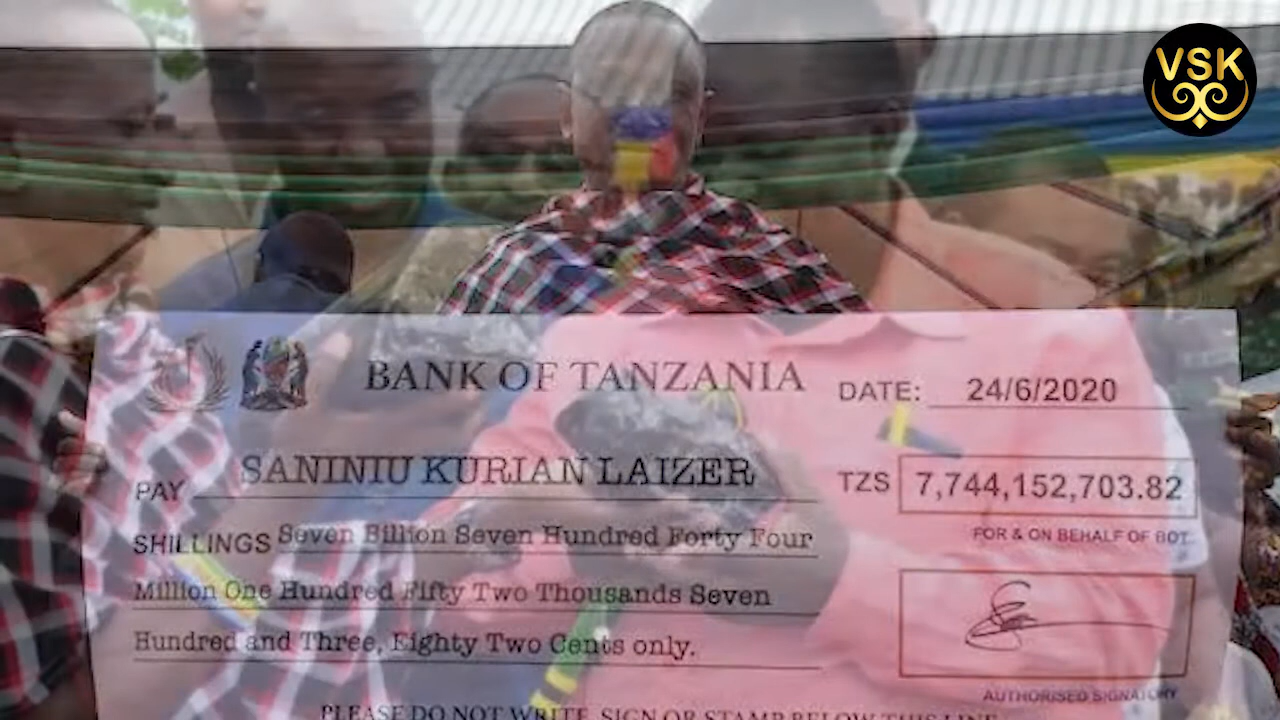 VSK
BANK OF TANZANIA
DATE: 24/6/2020
PAY SANINIU KURIAN LAIZER
TZS 7,744,152,703.82
SHILLINGS Seven Billion Seven Hundred Forty Four
FOR & ON BEHALF OF BOT
Million One Hundred Fifty Two Thousands Seven
Hundred and Three, Eighty Two Cents only.
AUTHORISED SIGNATORY
PLEASE DO NOT WRITE, SIGN OR STAMP BELOW THIS LINE